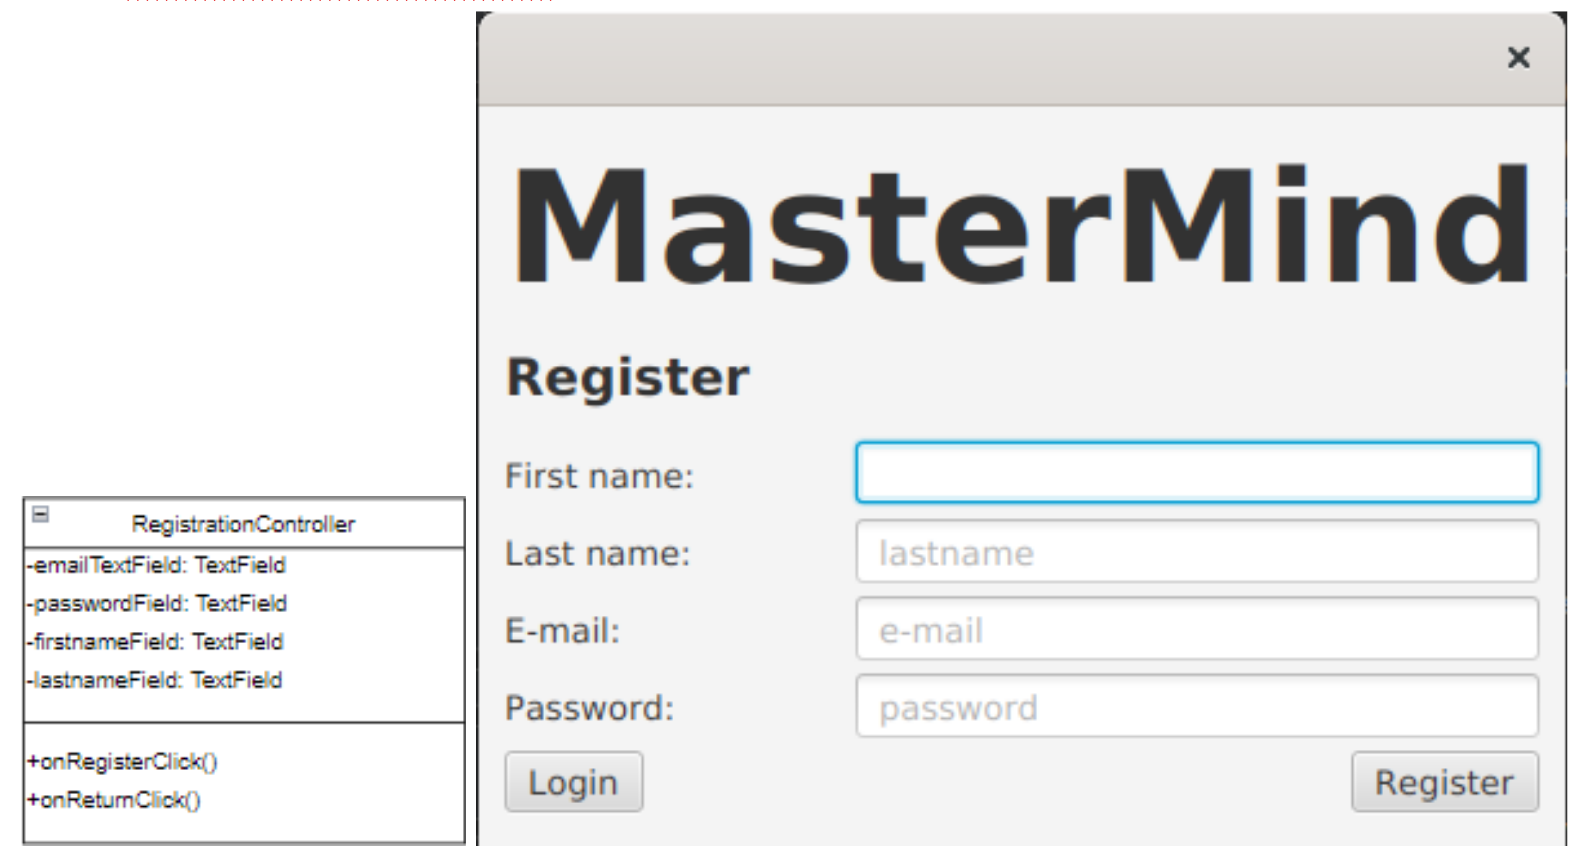 RegistrationController
-emailTextField: TextField
-passwordField: TextField
-firstnameField: TextField
-lastnameField: TextField
+onRegisterClick()
+onReturnClick()
MasterMind
Register
First name:
Last name: lastname
E-mail: e-mail
Password: password
Login Register